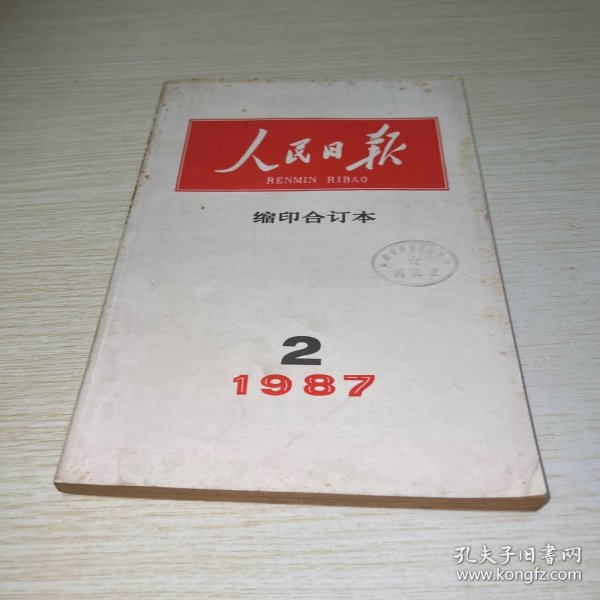 人民日报
RENMIN RIBAO
缩印合订本
2
1987
孔夫子旧书网
www.kongfz.com